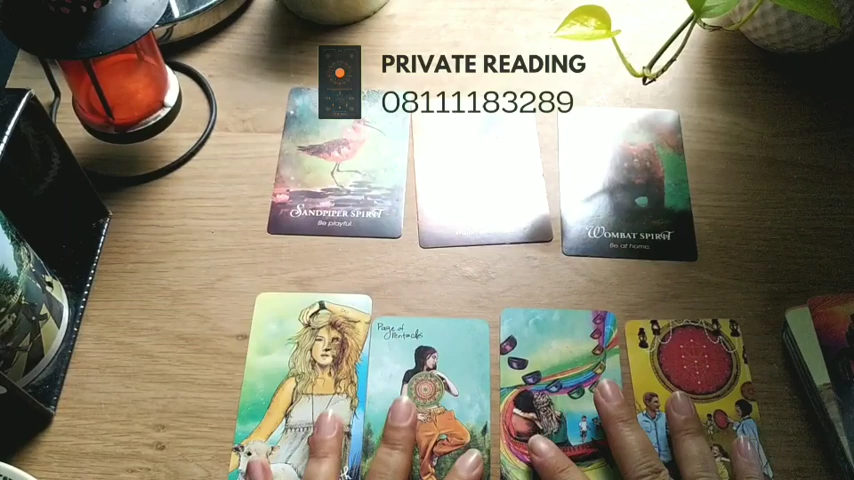 PRIVATE READING
08111183289
SANDPIPER SPIRIT
Be playful.
WOMBAT SPIRIT
Be at home.
Page of
Pentacles